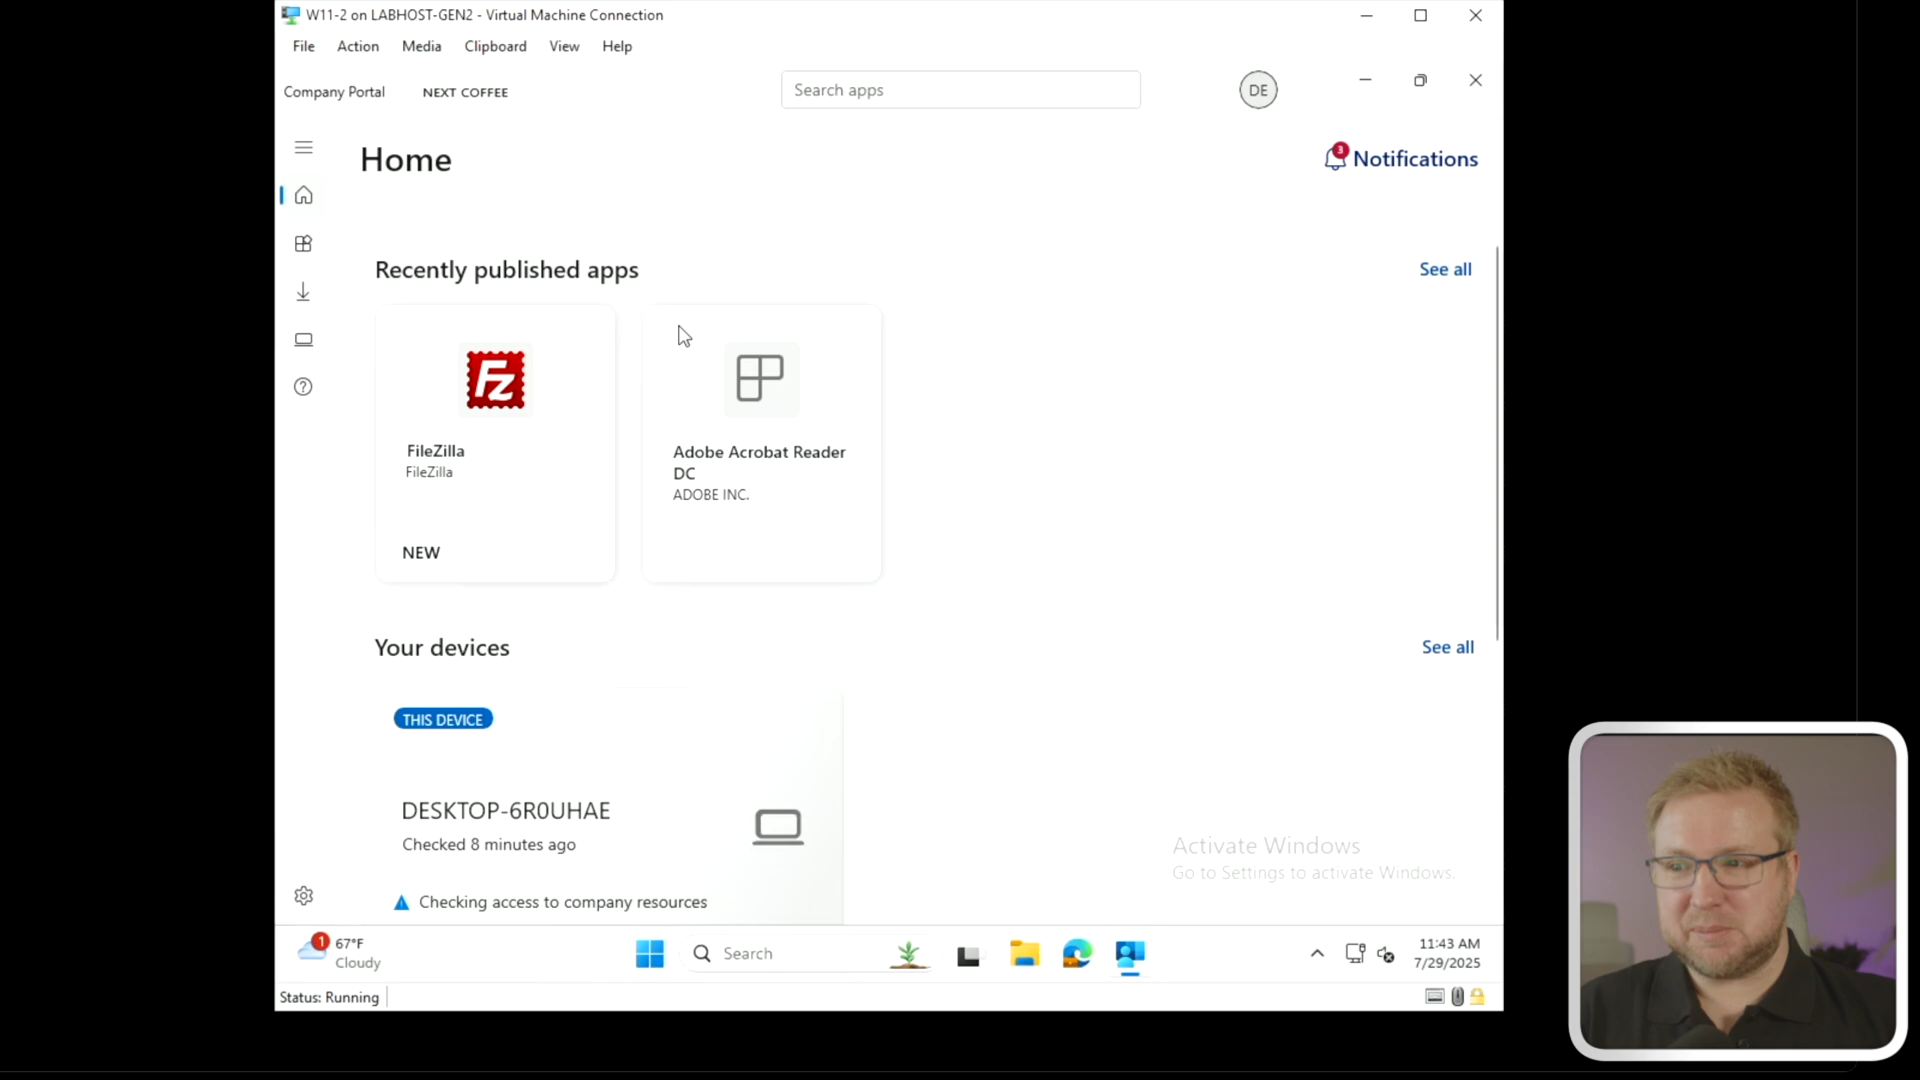 W11-2 on LABHOST-GEN2 - Virtual Machine Connection
File Action Media Clipboard View Help
Company Portal NEXT COFFEE Search apps DE
Home
3 Notifications
Recently published apps See all
Fz
FileZilla
FileZilla
NEW
Adobe Acrobat Reader
DC
ADOBE INC.
Your devices See all
THIS DEVICE
DESKTOP-6R0UHAE
Checked 8 minutes ago
Checking access to company resources
Activate Windows
Go to Settings to activate Windows.
1 67°F
Cloudy
Search
11:43 AM
7/29/2025
Status: Running